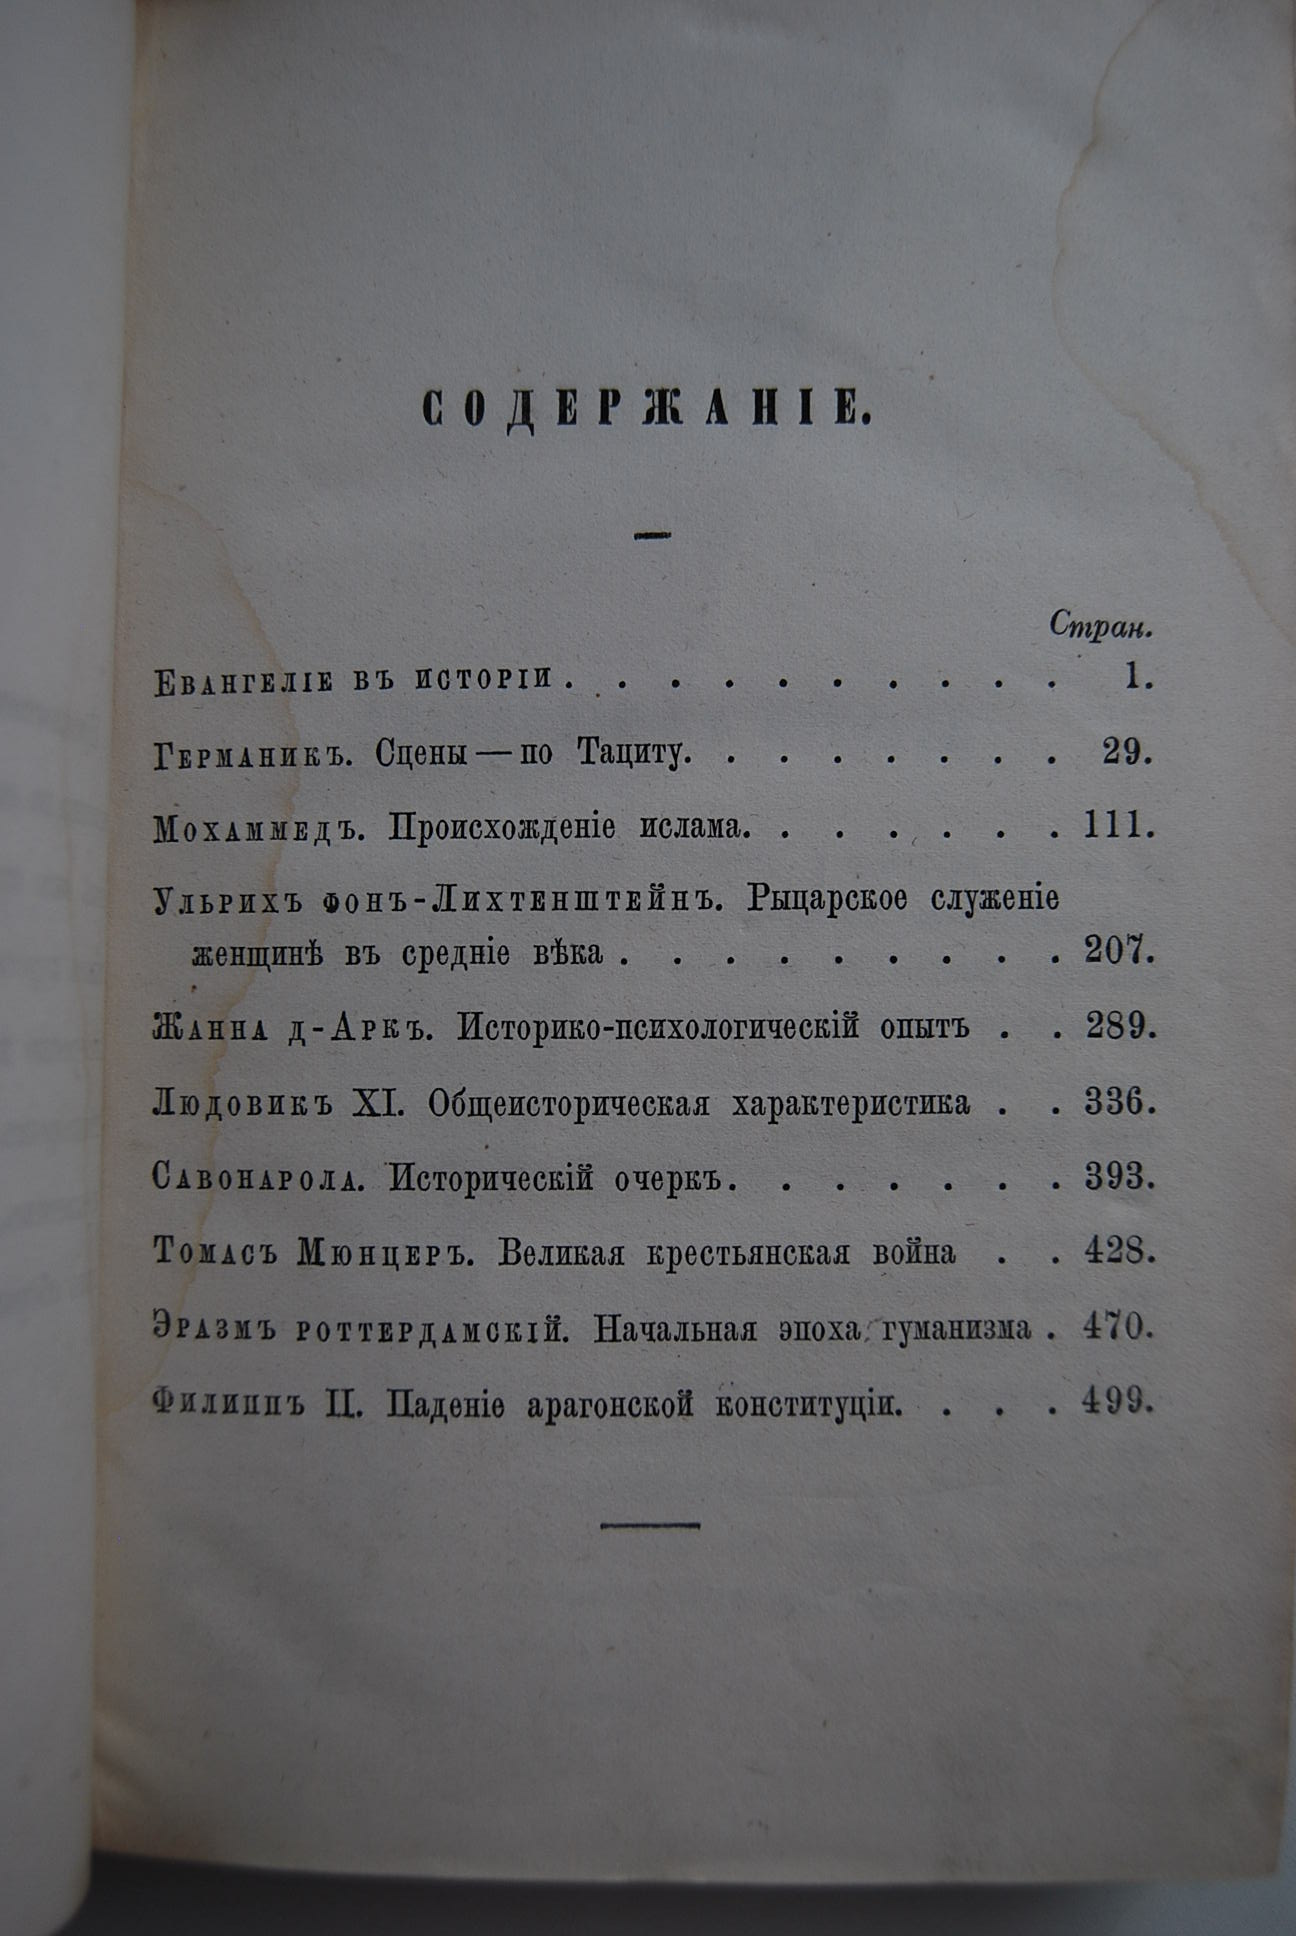 СОДЕРЖАНІЕ.
Стран.
Евангеліе въ исторіи . . . . . . . . . . 1.
Германикъ. Сцены — по Тациту. . . . . . . . 29.
Мохаммедъ. Происхожденіе ислама. . . . . . . 111.
Ульрихъ фонъ-Лихтенштейнъ. Рыцарское служеніе
женщинѣ въ средніе вѣка . . . . . . . . . 207.
Жанна д-Аркъ. Историко-психологическій опытъ . . 289.
Людовикъ XI. Общеисторическая характеристика . . 336.
Савонарола. Историческій очеркъ. . . . . . . 393.
Томасъ Мюнцеръ. Великая крестьянская война . . 428.
Эразмъ роттердамскій. Начальная эпоха гуманизма . 470.
Филиппъ II. Паденіе арагонской конституціи. . . . 499.